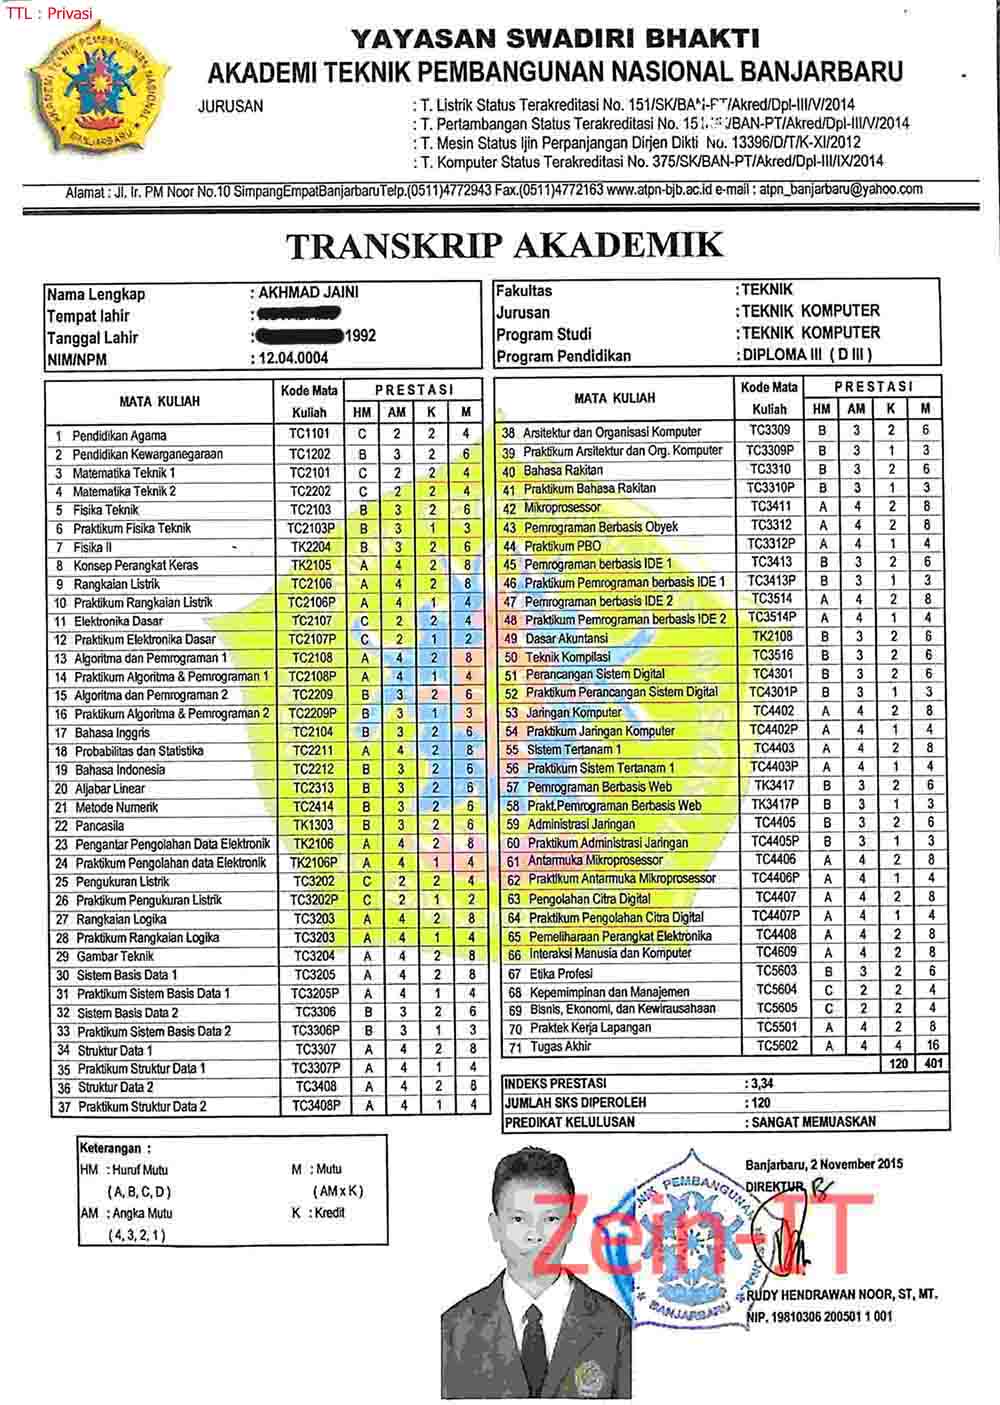 TTL : Privasi
YAYASAN SWADIRI BHAKTI
AKADEMI TEKNIK PEMBANGUNAN NASIONAL BANJARBARU
JURUSAN : T. Listrik Status Terakreditasi No. 151/SK/BAN-PT/Akred/Dpl-III/V/2014
: T. Pertambangan Status Terakreditasi No. 151/SK/BAN-PT/Akred/Dpl-III/V/2014
: T. Mesin Status Ijin Perpanjangan Dirjen Dikti No. 13396/D/T/K-XI/2012
: T. Komputer Status Terakreditasi No. 375/SK/BAN-PT/Akred/Dpl-III/IX/2014
Alamat : Jl. Ir. PM Noor No.10 SimpangEmpatBanjarbaruTelp.(0511)4772943 Fax.(0511)4772163 www.atpn-bjb.ac.id e-mail : atpn_banjarbaru@yahoo.com
TRANSKRIP AKADEMIK
Nama Lengkap : AKHMAD JAINI
Tempat lahir :
Tanggal Lahir : 1992
NIM/NPM : 12.04.0004
Fakultas : TEKNIK
Jurusan : TEKNIK KOMPUTER
Program Studi : TEKNIK KOMPUTER
Program Pendidikan : DIPLOMA III ( D III )
MATA KULIAH Kode Mata Kuliah PRESTASI
HM AM K M
1 Pendidikan Agama TC1101 C 2 2 4
2 Pendidikan Kewarganegaraan TC1202 B 3 2 6
3 Matematika Teknik 1 TC2101 C 2 2 4
4 Matematika Teknik 2 TC2202 C 2 2 4
5 Fisika Teknik TC2103 B 3 2 6
6 Praktikum Fisika Teknik TC2103P B 3 1 3
7 Fisika II TK2204 B 3 2 6
8 Konsep Perangkat Keras TK2105 A 4 2 8
9 Rangkaian Listrik TC2106 A 4 2 8
10 Praktikum Rangkaian Listrik TC2106P A 4 1 4
11 Elektronika Dasar TC2107 C 2 2 4
12 Praktikum Elektronika Dasar TC2107P C 2 1 2
13 Algoritma dan Pemrograman 1 TC2108 A 4 2 8
14 Praktikum Algoritma & Pemrograman 1 TC2108P A 4 1 4
15 Algoritma dan Pemrograman 2 TC2209 B 3 2 6
16 Praktikum Algoritma & Pemrograman 2 TC2209P B 3 1 3
17 Bahasa Inggris TC2104 B 3 2 6
18 Probabilitas dan Statistika TC2211 A 4 2 8
19 Bahasa Indonesia TC2212 B 3 2 6
20 Aljabar Linear TC2313 B 3 2 6
21 Metode Numerik TC2414 B 3 2 6
22 Pancasila TK1303 B 3 2 6
23 Pengantar Pengolahan Data Elektronik TK2106 A 4 2 8
24 Praktikum Pengolahan data Elektronik TK2106P A 4 1 4
25 Pengukuran Listrik TC3202 C 2 2 4
26 Praktikum Pengukuran Listrik TC3202P C 2 1 2
27 Rangkaian Logika TC3203 A 4 2 8
28 Praktikum Rangkaian Logika TC3203 A 4 1 4
29 Gambar Teknik TC3204 A 4 2 8
30 Sistem Basis Data 1 TC3205 A 4 2 8
31 Praktikum Sistem Basis Data 1 TC3205P A 4 1 4
32 Sistem Basis Data 2 TC3306 B 3 2 6
33 Praktikum Sistem Basis Data 2 TC3306P B 3 1 3
34 Struktur Data 1 TC3307 A 4 2 8
35 Praktikum Struktur Data 1 TC3307P A 4 1 4
36 Struktur Data 2 TC3408 A 4 2 8
37 Praktikum Struktur Data 2 TC3408P A 4 1 4
MATA KULIAH Kode Mata Kuliah PRESTASI
HM AM K M
38 Arsitektur dan Organisasi Komputer TC3309 B 3 2 6
39 Praktikum Arsitektur dan Org. Komputer TC3309P B 3 1 3
40 Bahasa Rakitan TC3310 B 3 2 6
41 Praktikum Bahasa Rakitan TC3310P B 3 1 3
42 Mikroprosessor TC3411 A 4 2 8
43 Pemrograman Berbasis Obyek TC3312 A 4 2 8
44 Praktikum PBO TC3312P A 4 1 4
45 Pemrograman berbasis IDE 1 TC3413 B 3 2 6
46 Praktikum Pemrograman berbasis IDE 1 TC3413P B 3 1 3
47 Pemrograman berbasis IDE 2 TC3514 A 4 2 8
48 Praktikum Pemrograman berbasis IDE 2 TC3514P A 4 1 4
49 Dasar Akuntansi TK2108 B 3 2 6
50 Teknik Kompilasi TC3516 B 3 2 6
51 Perancangan Sistem Digital TC4301 B 3 2 6
52 Praktikum Perancangan Sistem Digital TC4301P B 3 1 3
53 Jaringan Komputer TC4402 A 4 2 8
54 Praktikum Jaringan Komputer TC4402P A 4 1 4
55 Sistem Tertanam 1 TC4403 A 4 2 8
56 Praktikum Sistem Tertanam 1 TC4403P A 4 1 4
57 Pemrograman Berbasis Web TK3417 B 3 2 6
58 Prakt.Pemrograman Berbasis Web TK3417P B 3 1 3
59 Administrasi Jaringan TC4405 B 3 2 6
60 Praktikum Administrasi Jaringan TC4405P B 3 1 3
61 Antarmuka Mikroprosessor TC4406 A 4 2 8
62 Praktikum Antarmuka Mikroprosessor TC4406P A 4 1 4
63 Pengolahan Citra Digital TC4407 A 4 2 8
64 Praktikum Pengolahan Citra Digital TC4407P A 4 1 4
65 Pemeliharaan Perangkat Elektronika TC4408 A 4 2 8
66 Interaksi Manusia dan Komputer TC4609 A 4 2 8
67 Etika Profesi TC5603 B 3 2 6
68 Kepemimpinan dan Manajemen TC5604 C 2 2 4
69 Bisnis, Ekonomi, dan Kewirausahaan TC5605 C 2 2 4
70 Praktek Kerja Lapangan TC5501 A 4 2 8
71 Tugas Akhir TC5602 A 4 4 16
120 401
INDEKS PRESTASI : 3,34
JUMLAH SKS DIPEROLEH : 120
PREDIKAT KELULUSAN : SANGAT MEMUASKAN
Keterangan :
HM : Huruf Mutu M : Mutu
(A, B, C, D) (AM x K)
AM : Angka Mutu K : Kredit
(4, 3, 2, 1)
Banjarbaru, 2 November 2015
DIREKTUR,
Zein-IT
RUDY HENDRAWAN NOOR, ST, MT.
NIP. 19810306 200501 1 001